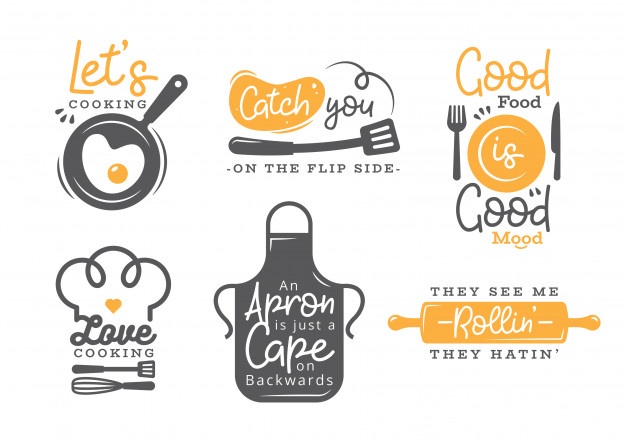 Let's
COOKING
Catch you
-ON THE FLIP SIDE-
Good
Food
is
Good
Mood
Love
COOKING
An
Apron
is just a
Cape
on
Backwards
THEY SEE ME
-Rollin'-
THEY HATIN'